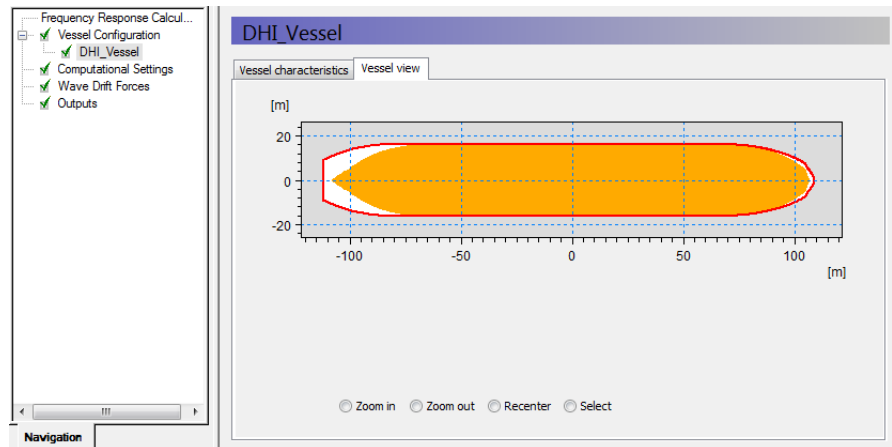 Frequency Response Calcul...
Vessel Configuration
DHI_Vessel
Computational Settings
Wave Drift Forces
Outputs
Navigation
DHI_Vessel
Vessel characteristics Vessel view
[m]
20
0
-20
-100 -50 0 50 100
[m]
Zoom in Zoom out Recenter Select